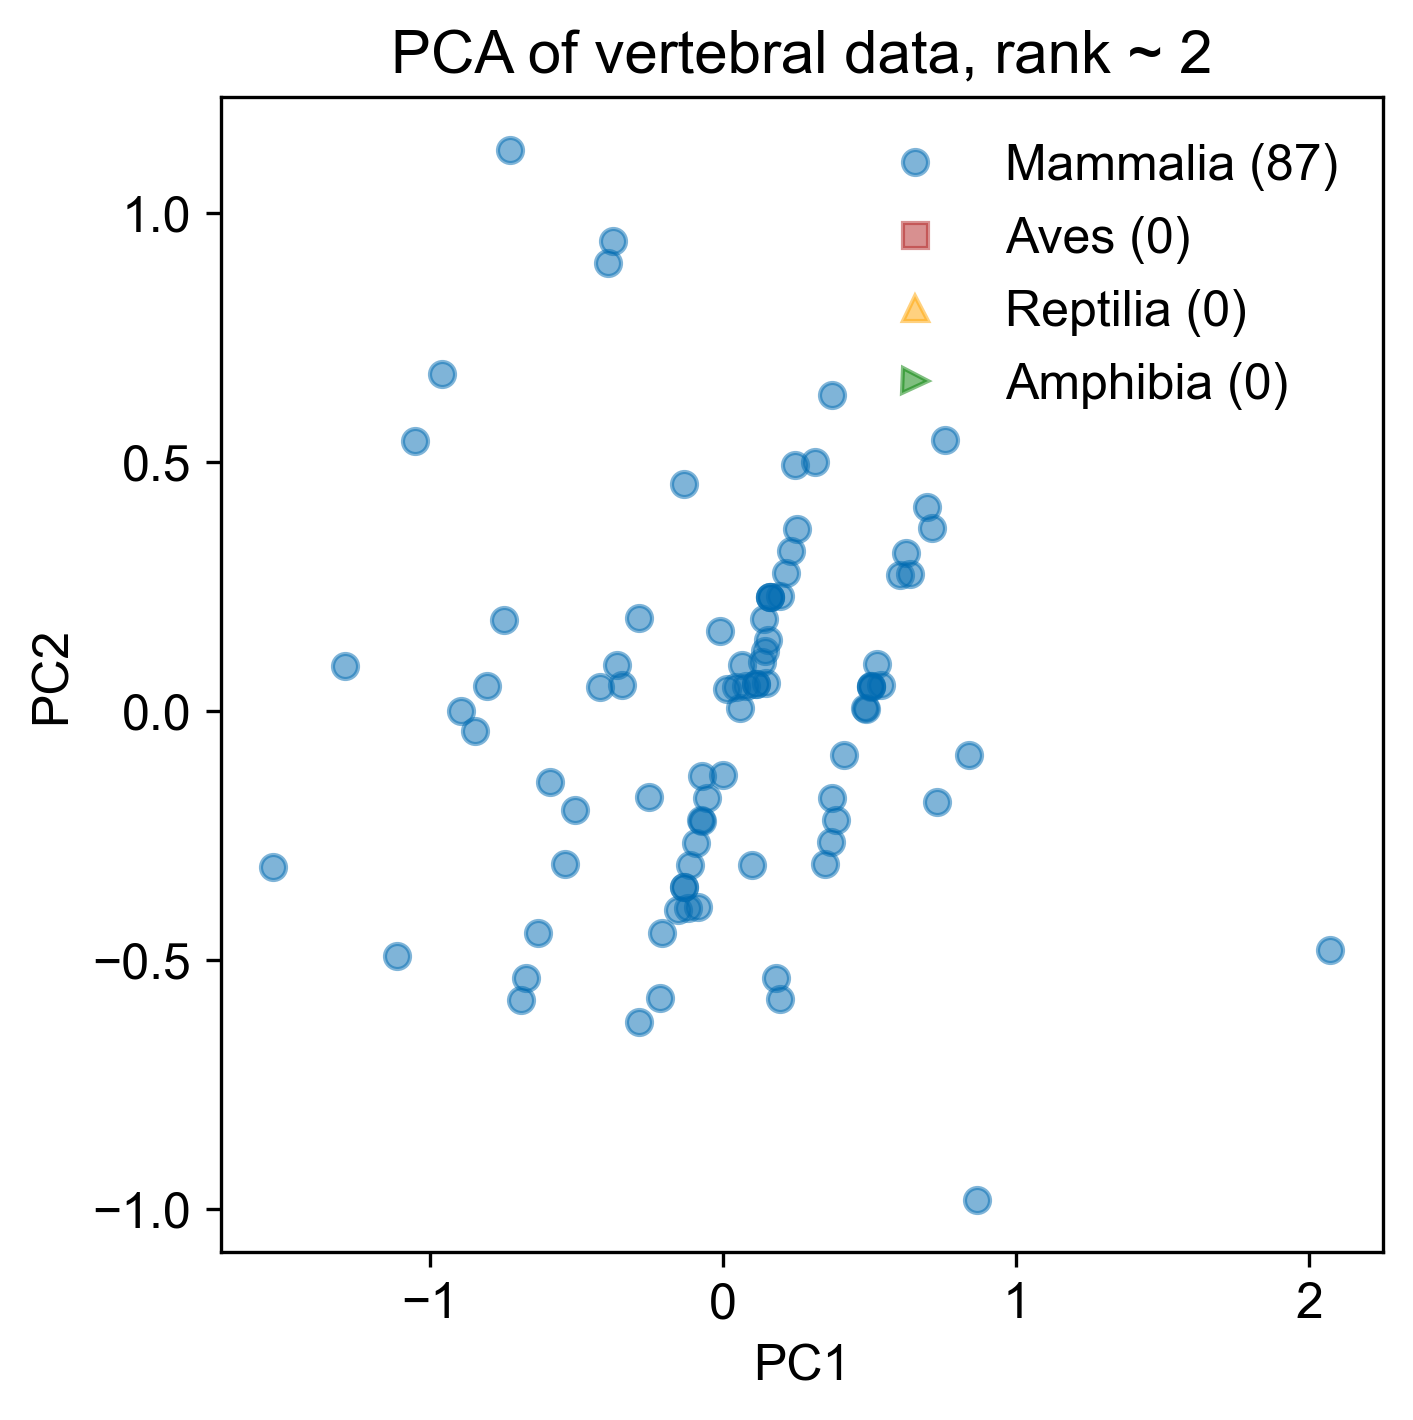 PCA of vertebral data, rank ~ 2
Mammalia (87)
Aves (0)
Reptilia (0)
Amphibia (0)
PC2
1.0
0.5
0.0
−0.5
−1.0
−1
0
1
2
PC1